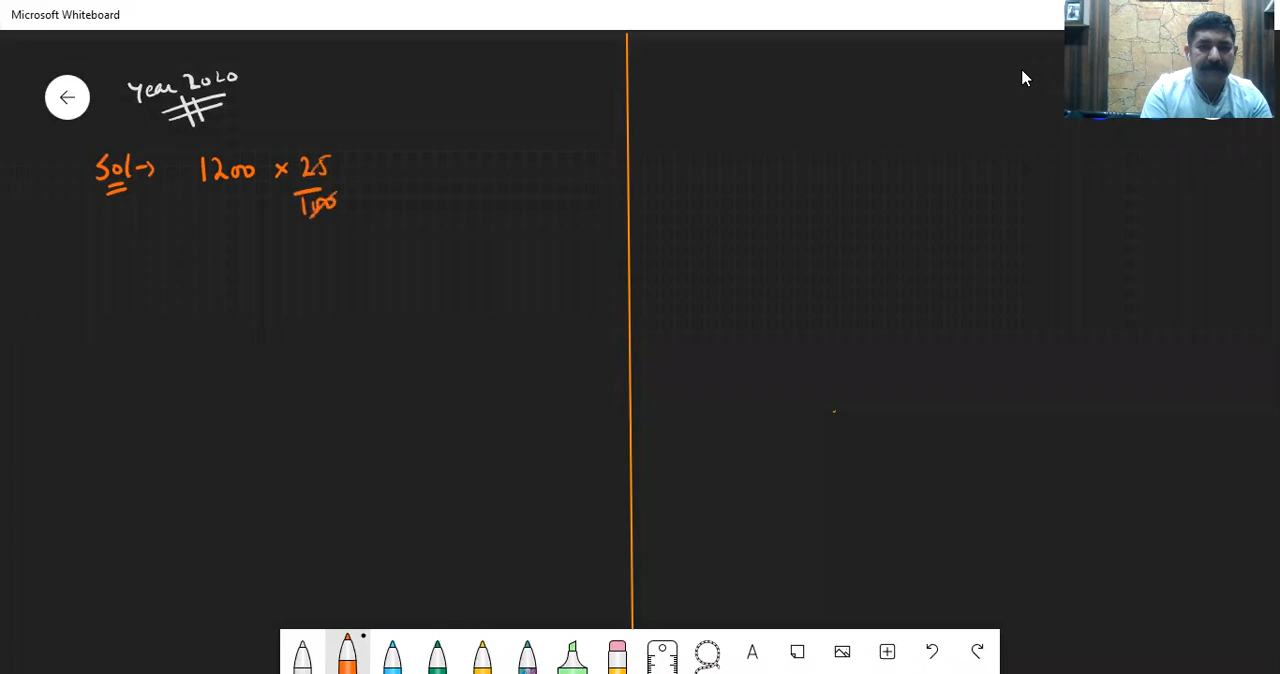 Microsoft Whiteboard
Year 2020
Sol → 1200 × 25
100
A